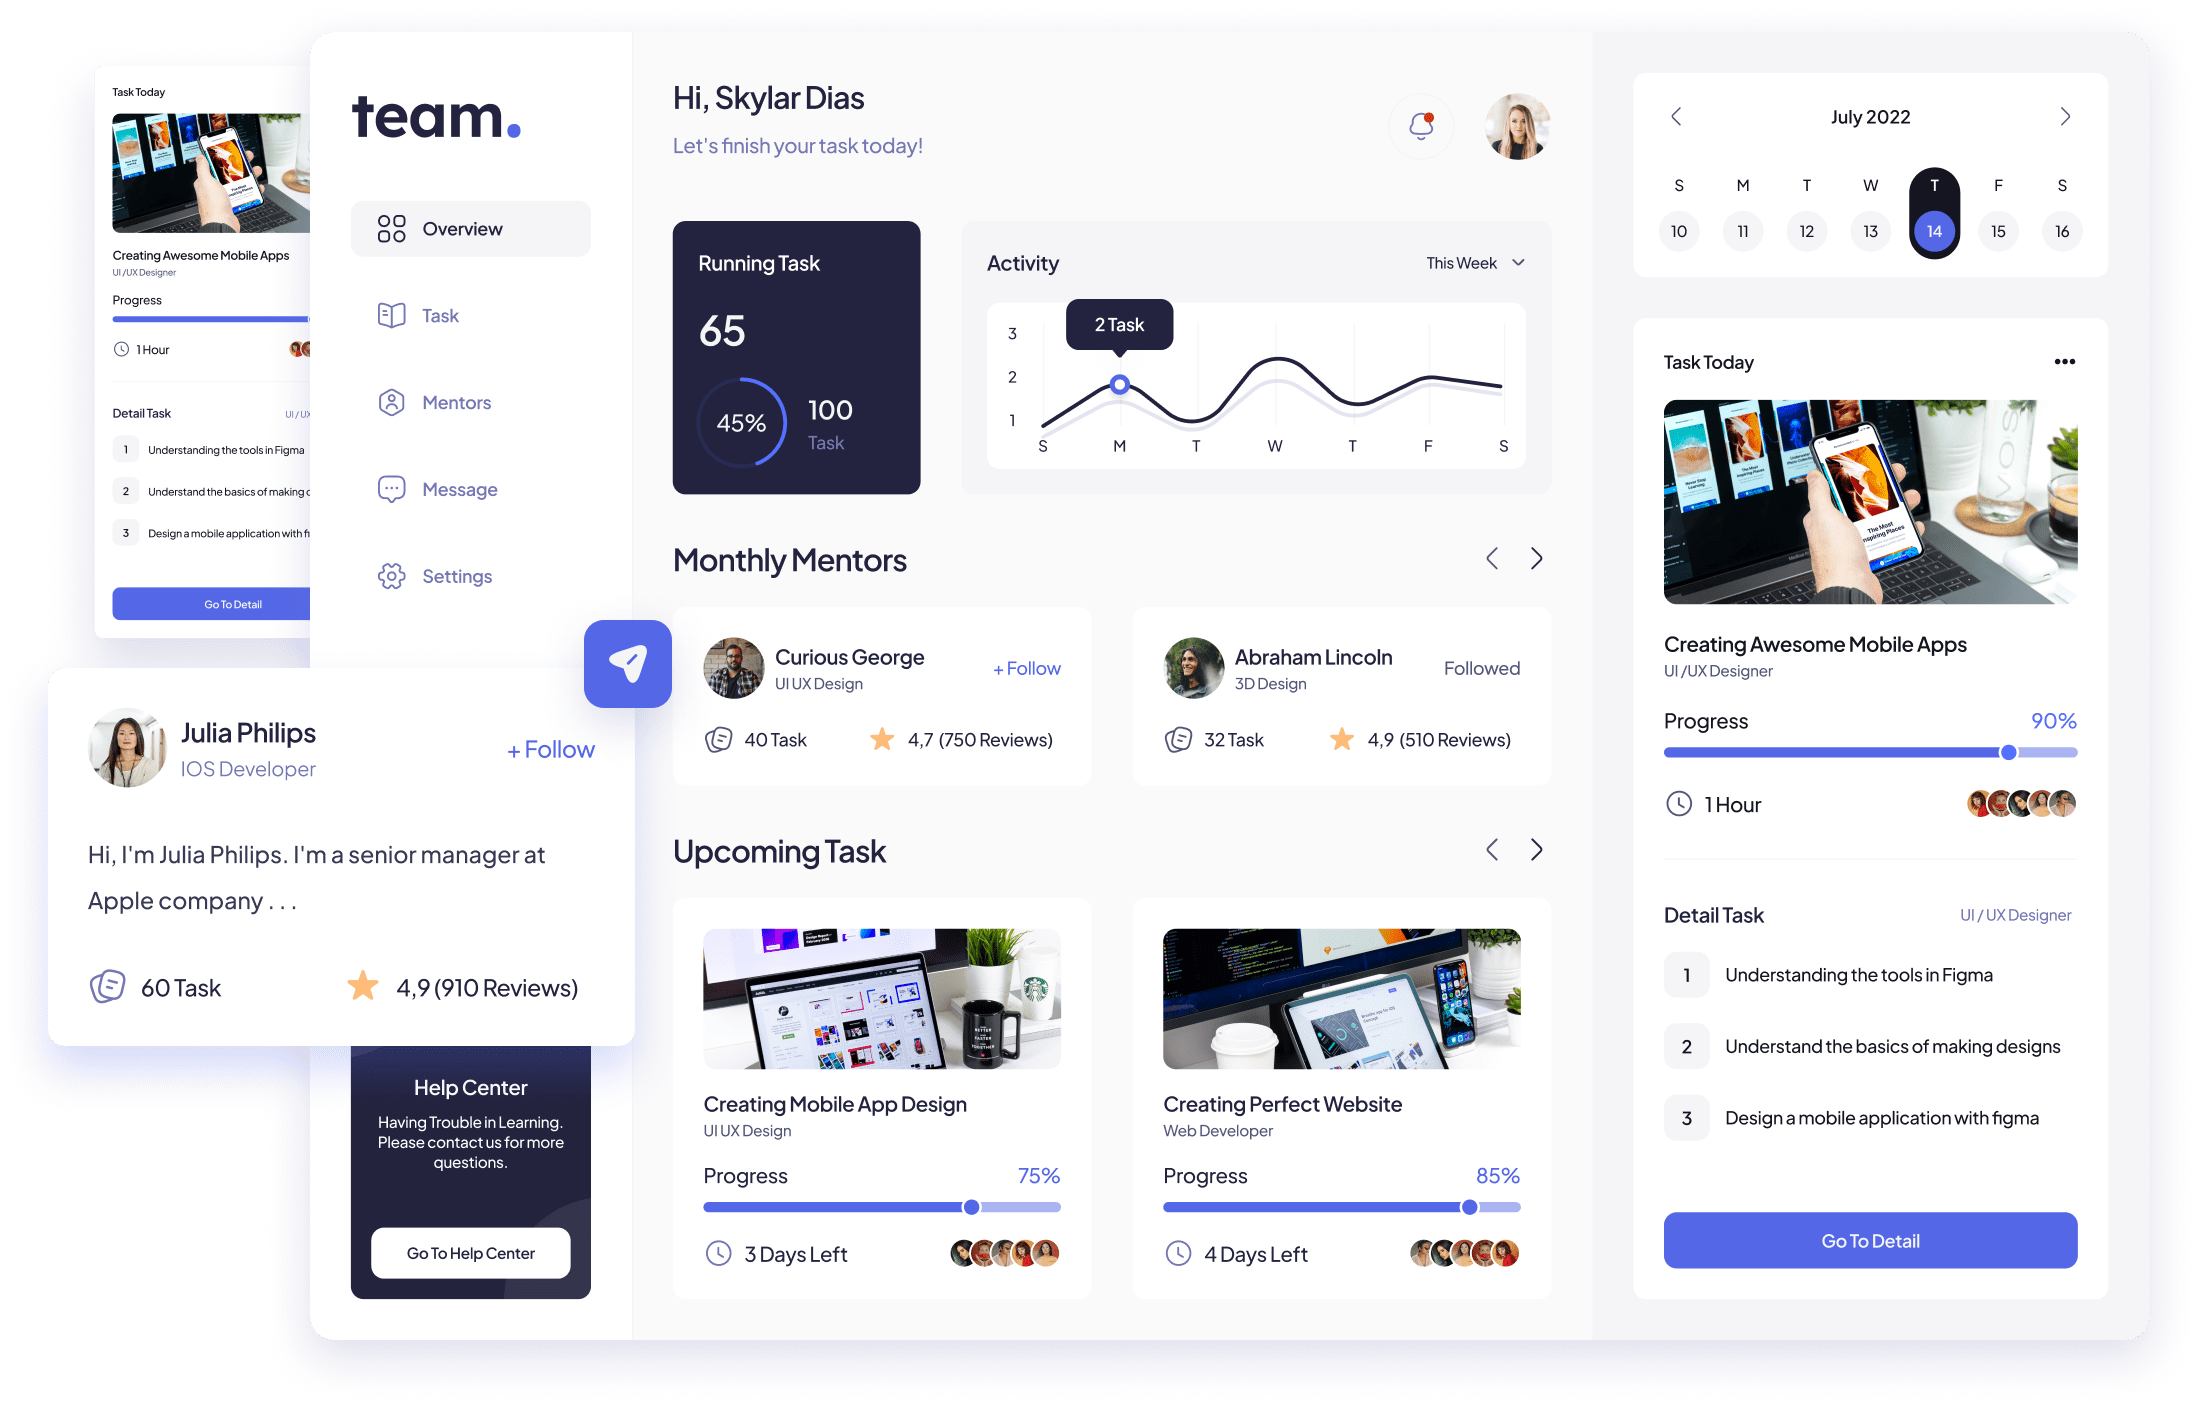 Task Today
Creating Awesome Mobile Apps
UI /UX Designer
Progress
1 Hour
Detail Task
UI / UX
1
Understanding the tools in Figma
2
Understand the basics of making
3
Design a mobile application with
Go To Detail
team.
Overview
Task
Mentors
Message
Settings
Julia Philips
IOS Developer
+ Follow
Hi, I'm Julia Philips. I'm a senior manager at
Apple company . . .
60 Task
4,9 (910 Reviews)
Help Center
Having Trouble in Learning.
Please contact us for more
questions.
Go To Help Center
Hi, Skylar Dias
Let's finish your task today!
Running Task
65
45%
100
Task
Activity
This Week
2 Task
3
2
1
S M T W T F S
Monthly Mentors
Curious George
UI UX Design
+ Follow
40 Task
4,7 (750 Reviews)
Abraham Lincoln
3D Design
Followed
32 Task
4,9 (510 Reviews)
Upcoming Task
Creating Mobile App Design
UI UX Design
Progress
75%
3 Days Left
Creating Perfect Website
Web Developer
Progress
85%
4 Days Left
July 2022
S M T W T F S
10 11 12 13 14 15 16
Task Today
The Most
Inspiring Places
Creating Awesome Mobile Apps
UI /UX Designer
Progress
90%
1 Hour
Detail Task
UI / UX Designer
1
Understanding the tools in Figma
2
Understand the basics of making designs
3
Design a mobile application with figma
Go To Detail